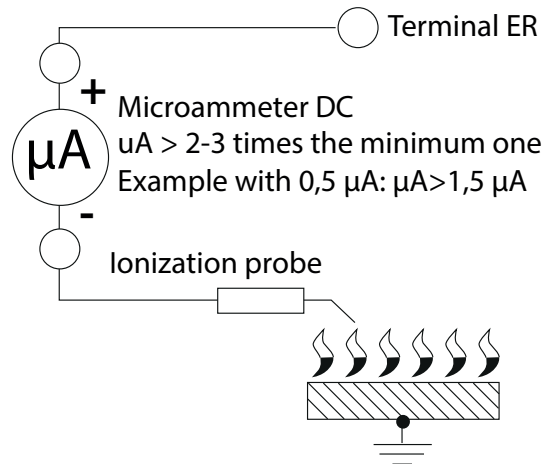 Terminal ER
+
Microammeter DC
µA
uA > 2-3 times the minimum one
Example with 0,5 µA: µA>1,5 µA
-
Ionization probe